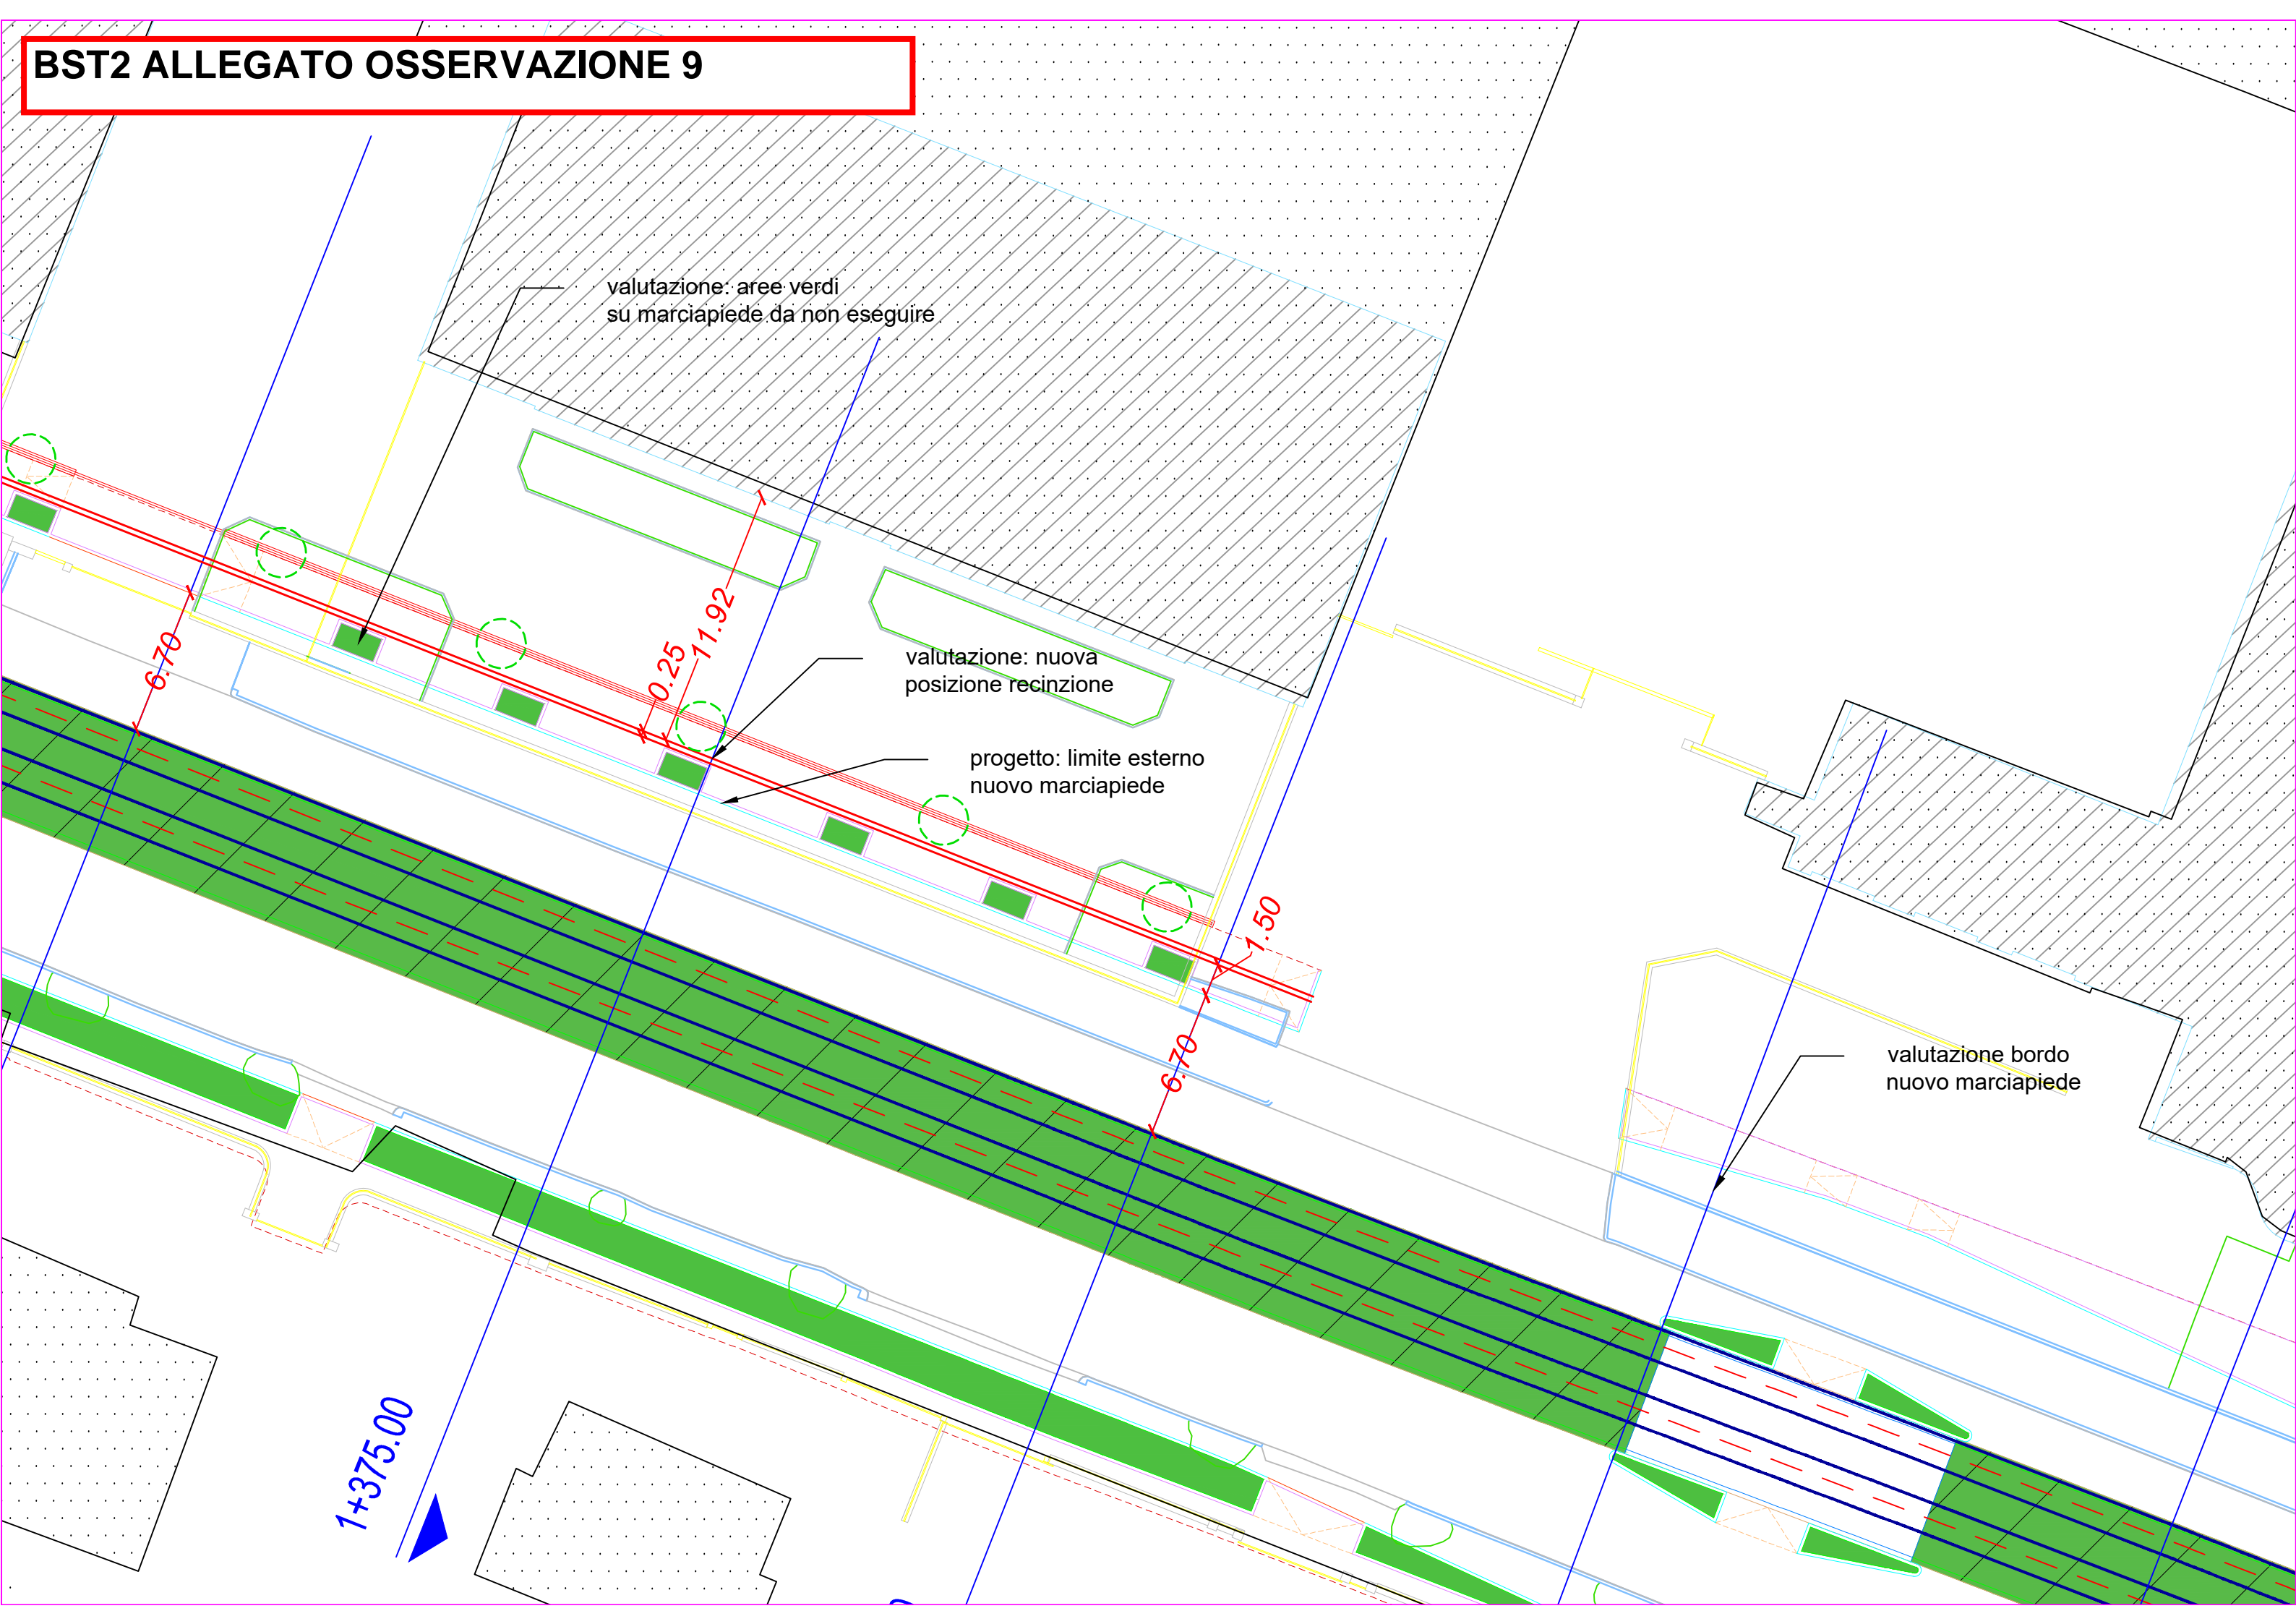 BST2 ALLEGATO OSSERVAZIONE 9
valutazione: aree verdi
su marciapiede da non eseguire
6.70
0.25
11.92
valutazione: nuova
posizione recinzione
progetto: limite esterno
nuovo marciapiede
1.50
6.70
valutazione bordo
nuovo marciapiede
1+375.00